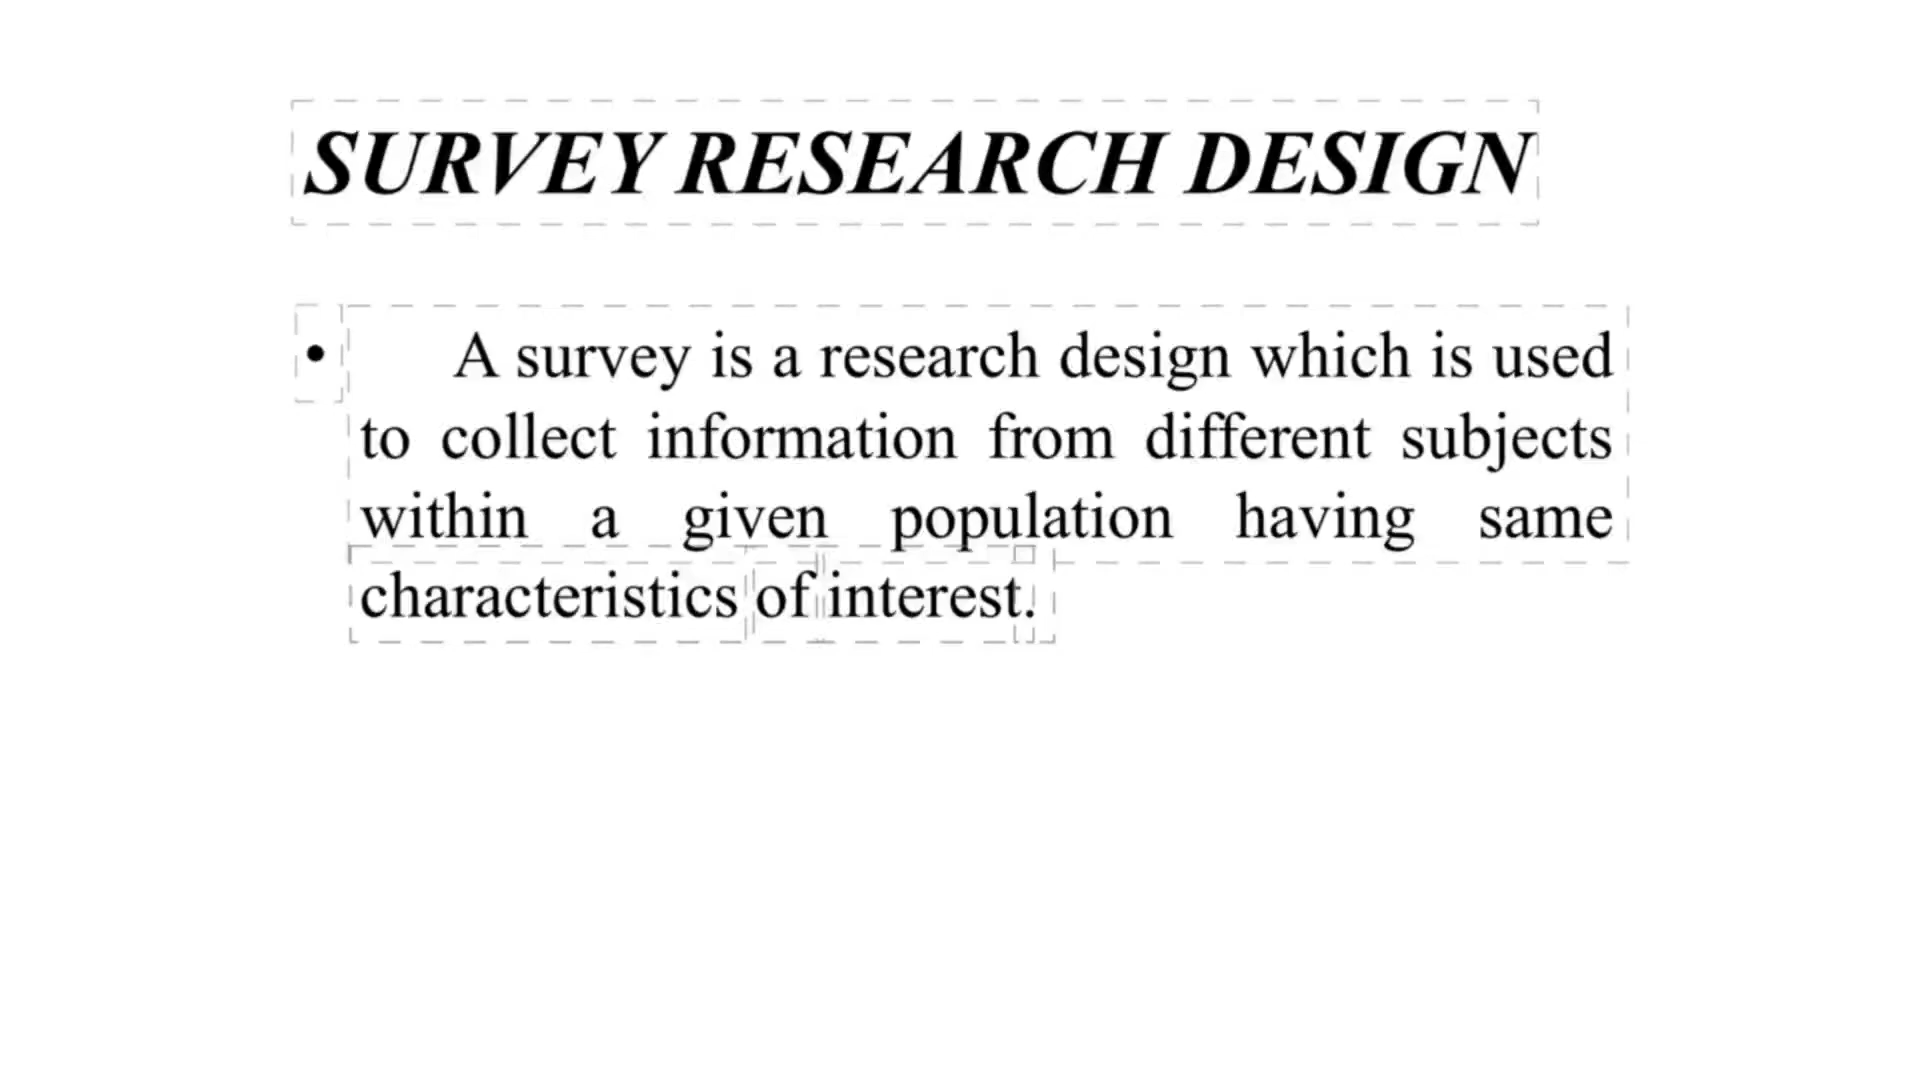 SURVEY RESEARCH DESIGN
• A survey is a research design which is used
to collect information from different subjects
within a given population having same
characteristics of interest.